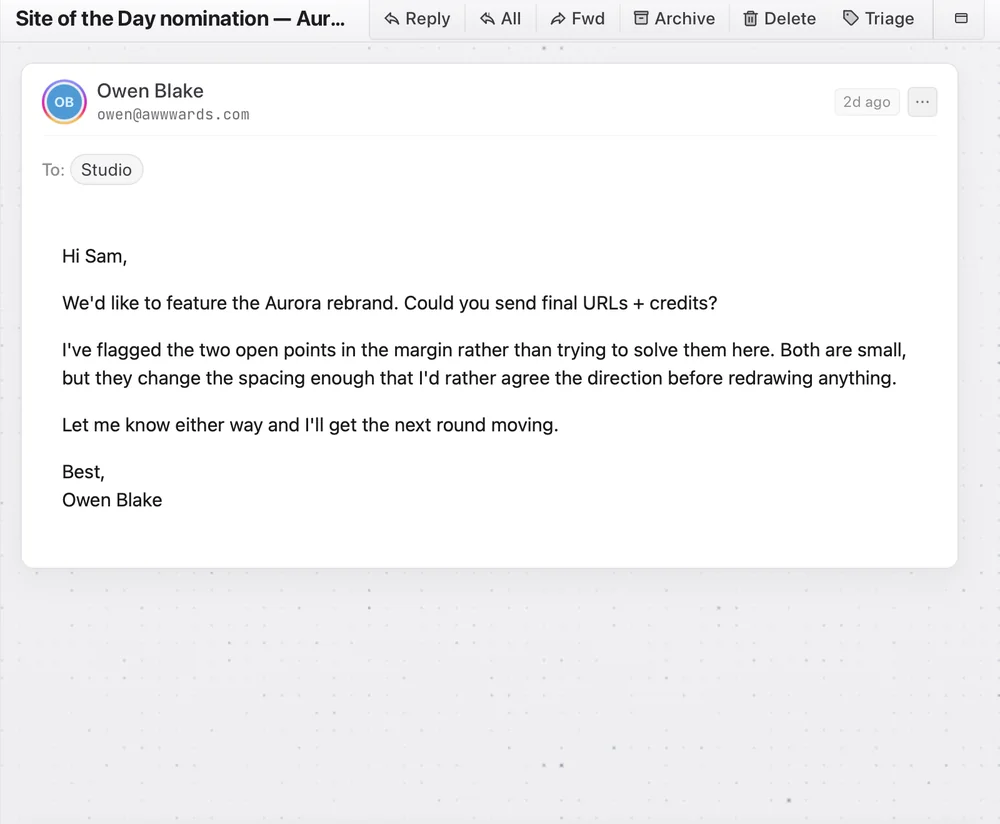 Site of the Day nomination — Aur...
Reply
All
Fwd
Archive
Delete
Triage
OB
Owen Blake
owen@awwwards.com
2d ago
To: Studio
Hi Sam,
We'd like to feature the Aurora rebrand. Could you send final URLs + credits?
I've flagged the two open points in the margin rather than trying to solve them here. Both are small,
but they change the spacing enough that I'd rather agree the direction before redrawing anything.
Let me know either way and I'll get the next round moving.
Best,
Owen Blake